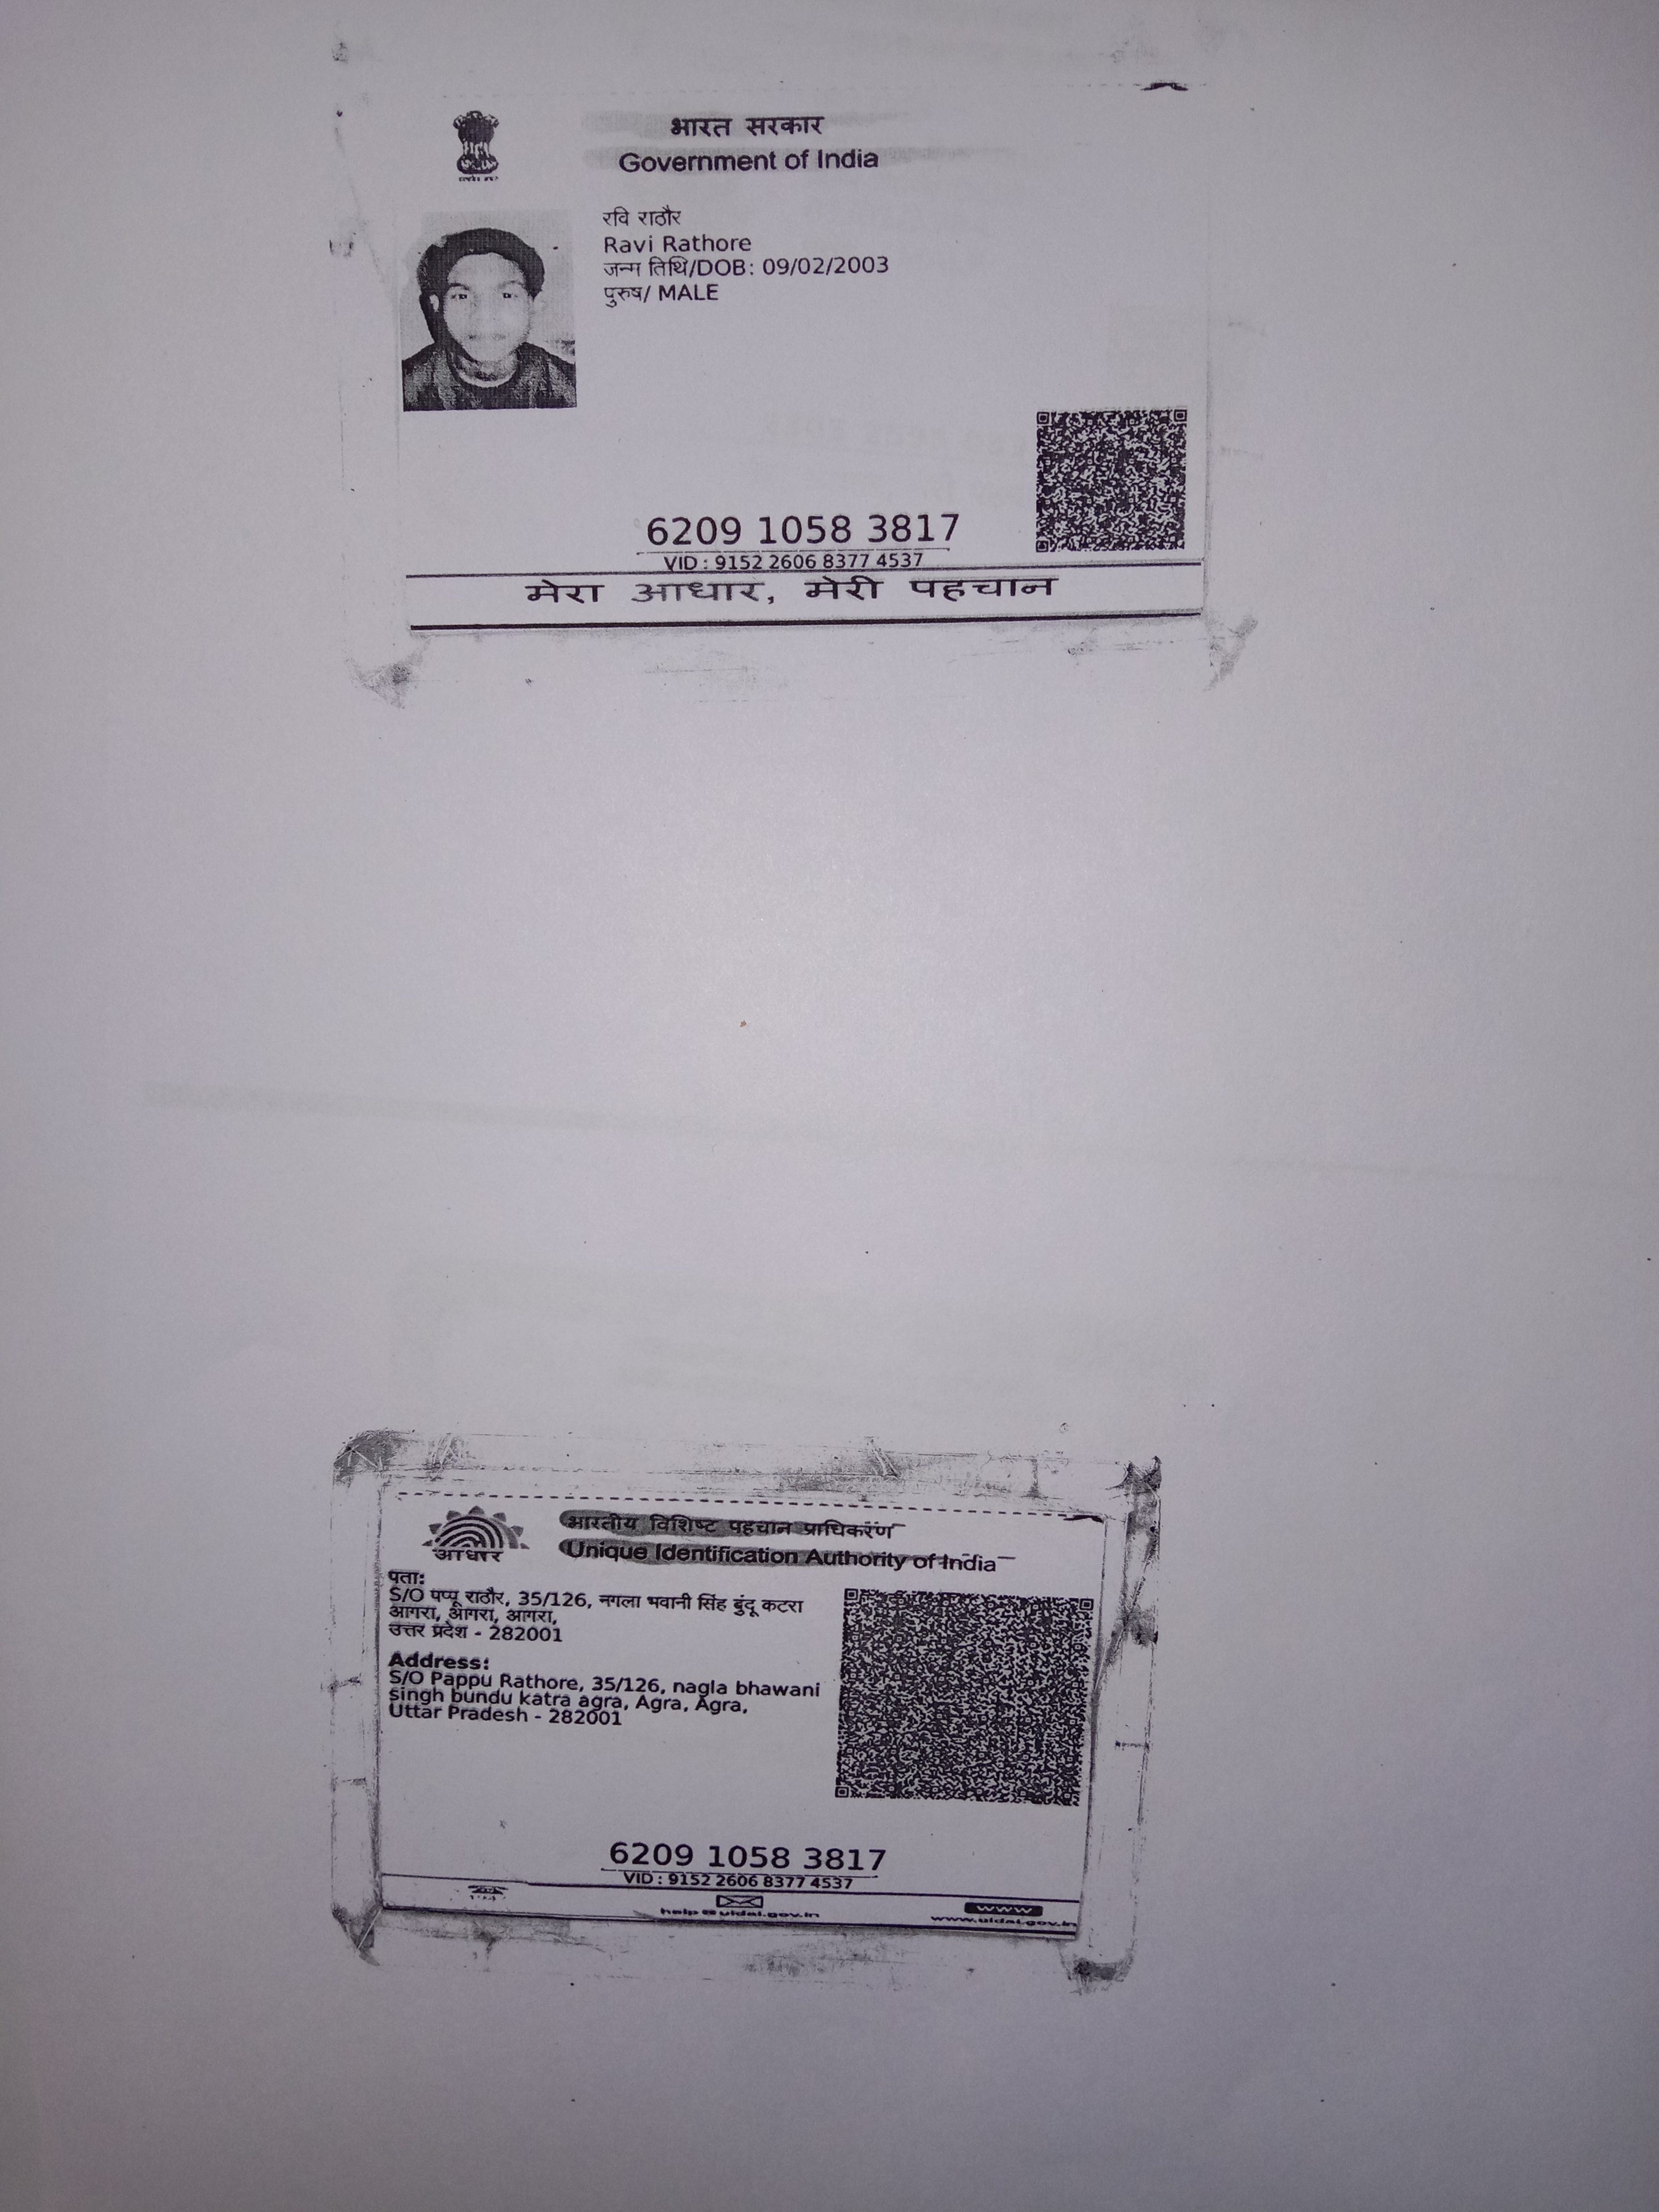 भारत सरकार
Government of India
रवि राठौर
Ravi Rathore
जन्म तिथि/DOB: 09/02/2003
पुरुष/ MALE
6209 1058 3817
VID : 9152 2606 8377 4537
मेरा आधार, मेरी पहचान
भारतीय विशिष्ट पहचान प्राधिकरण
Unique Identification Authority of India
आधार
पता:
S/O पप्पू राठौर, 35/126, नगला भवानी सिंह बुंदू कटरा
आगरा, आगरा, आगरा,
उत्तर प्रदेश - 282001
Address:
S/O Pappu Rathore, 35/126, nagla bhawani
singh bundu katra agra, Agra, Agra,
Uttar Pradesh - 282001
6209 1058 3817
VID : 9152 2606 8377 4537
help@uidai.gov.in
www
www.uidai.gov.in